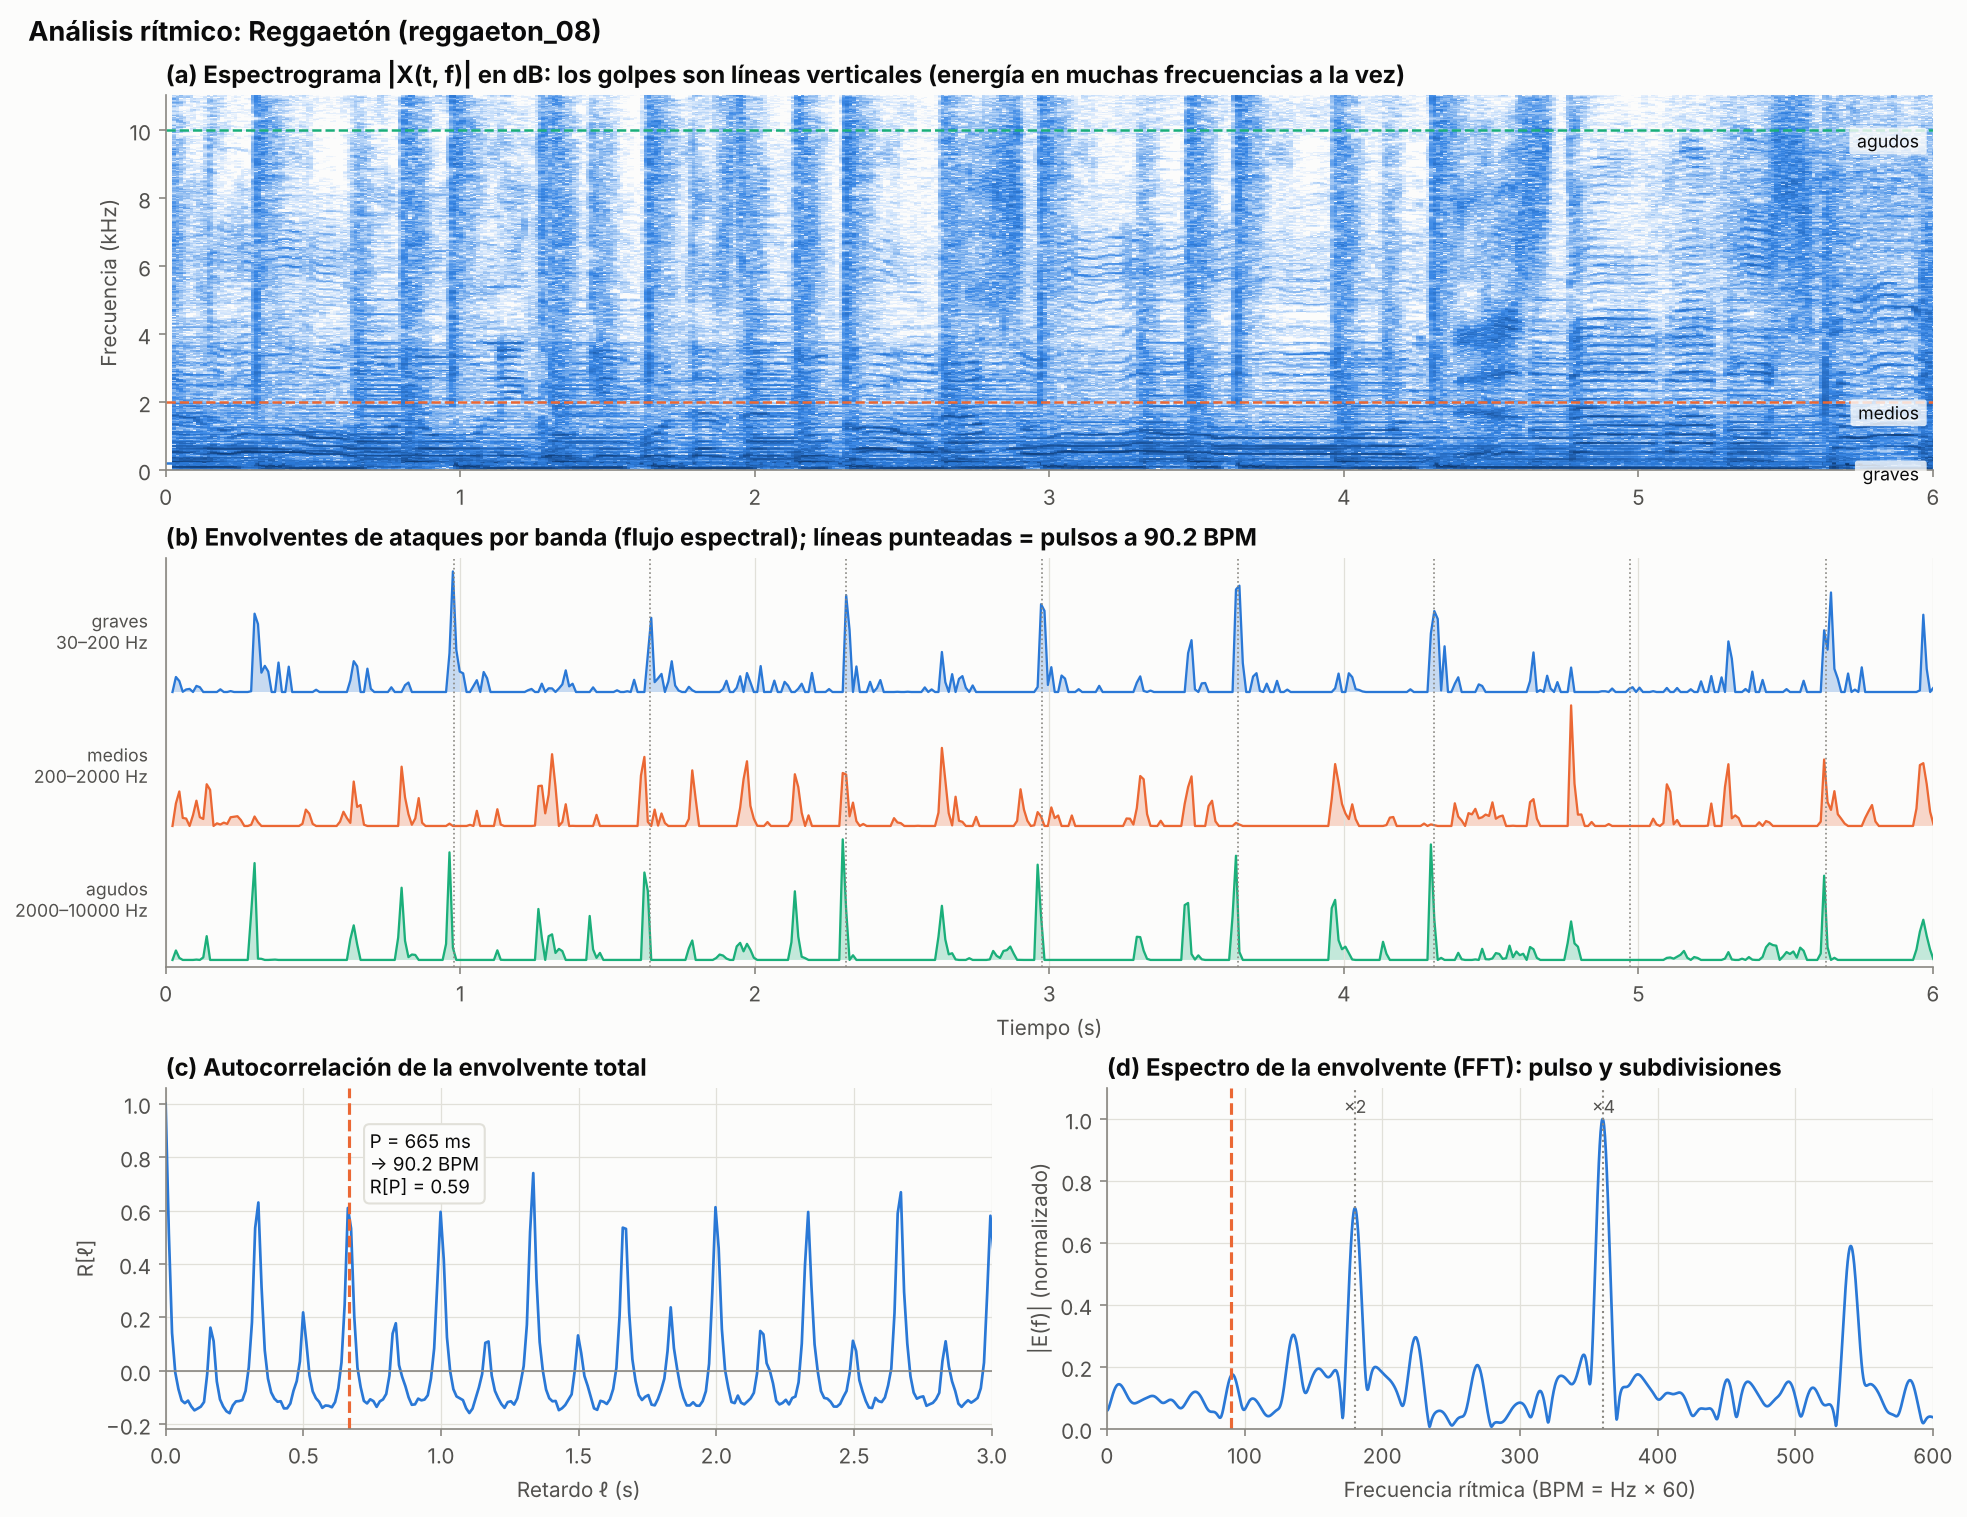 Análisis rítmico: Reggaetón (reggaeton_08)
(a) Espectrograma |X(t, f)| en dB: los golpes son líneas verticales (energía en muchas frecuencias a la vez)
Frecuencia (kHz)
10
8
6
4
2
0
agudos
medios
graves
0 1 2 3 4 5 6
(b) Envolventes de ataques por banda (flujo espectral); líneas punteadas = pulsos a 90.2 BPM
graves
30–200 Hz
medios
200–2000 Hz
agudos
2000–10000 Hz
0 1 2 3 4 5 6
Tiempo (s)
(c) Autocorrelación de la envolvente total
R[ℓ]
1.0
0.8
0.6
0.4
0.2
0.0
−0.2
P = 665 ms
→ 90.2 BPM
R[P] = 0.59
0.0 0.5 1.0 1.5 2.0 2.5 3.0
Retardo ℓ (s)
(d) Espectro de la envolvente (FFT): pulso y subdivisiones
|E(f)| (normalizado)
1.0
0.8
0.6
0.4
0.2
0.0
×2
×4
0 100 200 300 400 500 600
Frecuencia rítmica (BPM = Hz × 60)